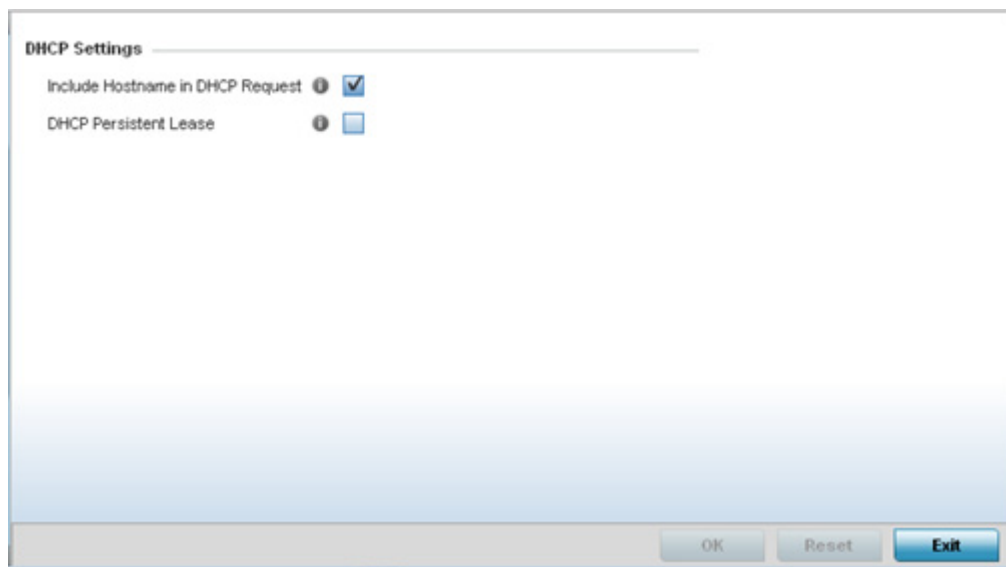 DHCP Settings
Include Hostname in DHCP Request
DHCP Persistent Lease
OK Reset Exit